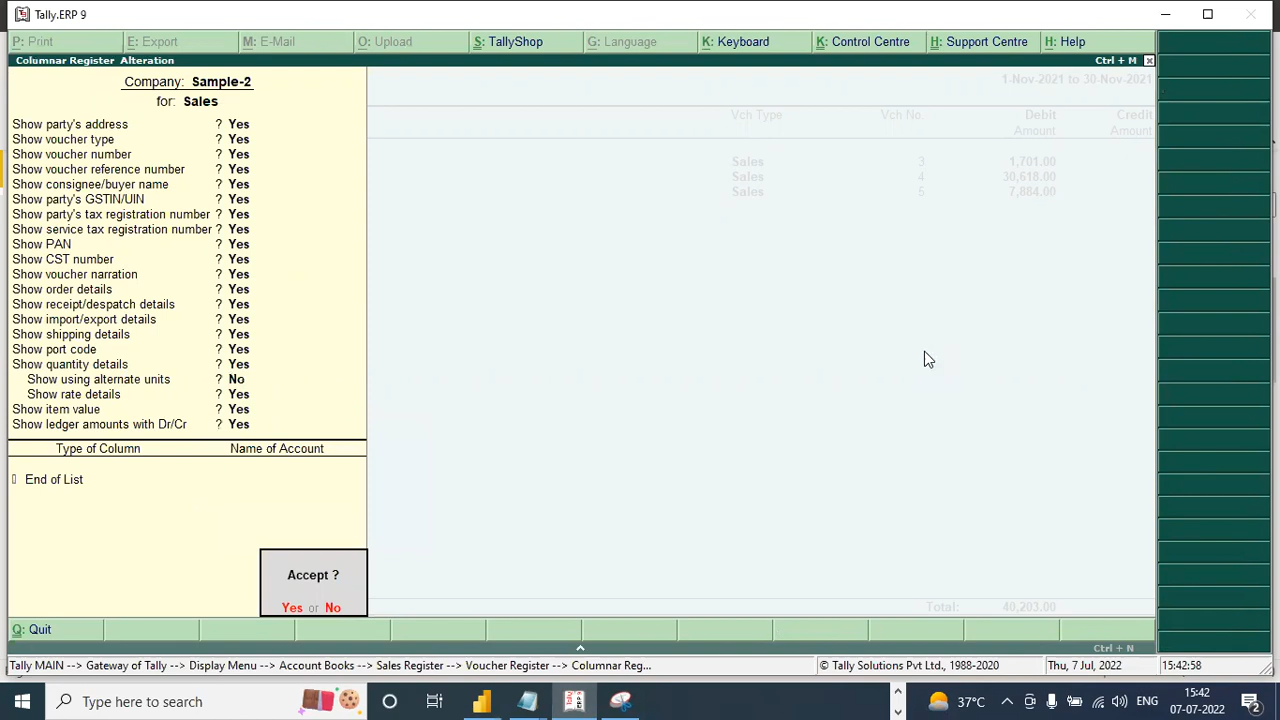 Tally.ERP 9
P: Print E: Export M: E-Mail O: Upload S: TallyShop G: Language K: Keyboard K: Control Centre H: Support Centre H: Help
Columnar Register Alteration Ctrl + M
Company: Sample-2
for: Sales
1-Nov-2021 to 30-Nov-2021
Vch Type Vch No. Debit Credit
Amount Amount
Show party's address ? Yes
Show voucher type ? Yes
Show voucher number ? Yes
Sales 3 1,701.00
Show voucher reference number ? Yes
Sales 4 30,618.00
Show consignee/buyer name ? Yes
Sales 5 7,884.00
Show party's GSTIN/UIN ? Yes
Show party's tax registration number ? Yes
Show service tax registration number ? Yes
Show PAN ? Yes
Show CST number ? Yes
Show voucher narration ? Yes
Show order details ? Yes
Show receipt/despatch details ? Yes
Show import/export details ? Yes
Show shipping details ? Yes
Show port code ? Yes
Show quantity details ? Yes
Show using alternate units ? No
Show rate details ? Yes
Show item value ? Yes
Show ledger amounts with Dr/Cr ? Yes
Type of Column Name of Account
End of List
Accept ?
Yes or No
Total: 40,203.00
Q: Quit
Ctrl + N
Tally MAIN --> Gateway of Tally --> Display Menu --> Account Books --> Sales Register --> Voucher Register --> Columnar Reg... © Tally Solutions Pvt Ltd., 1988-2020 Thu, 7 Jul, 2022 15:42:58
Type here to search 37°C ENG 15:42
07-07-2022 2